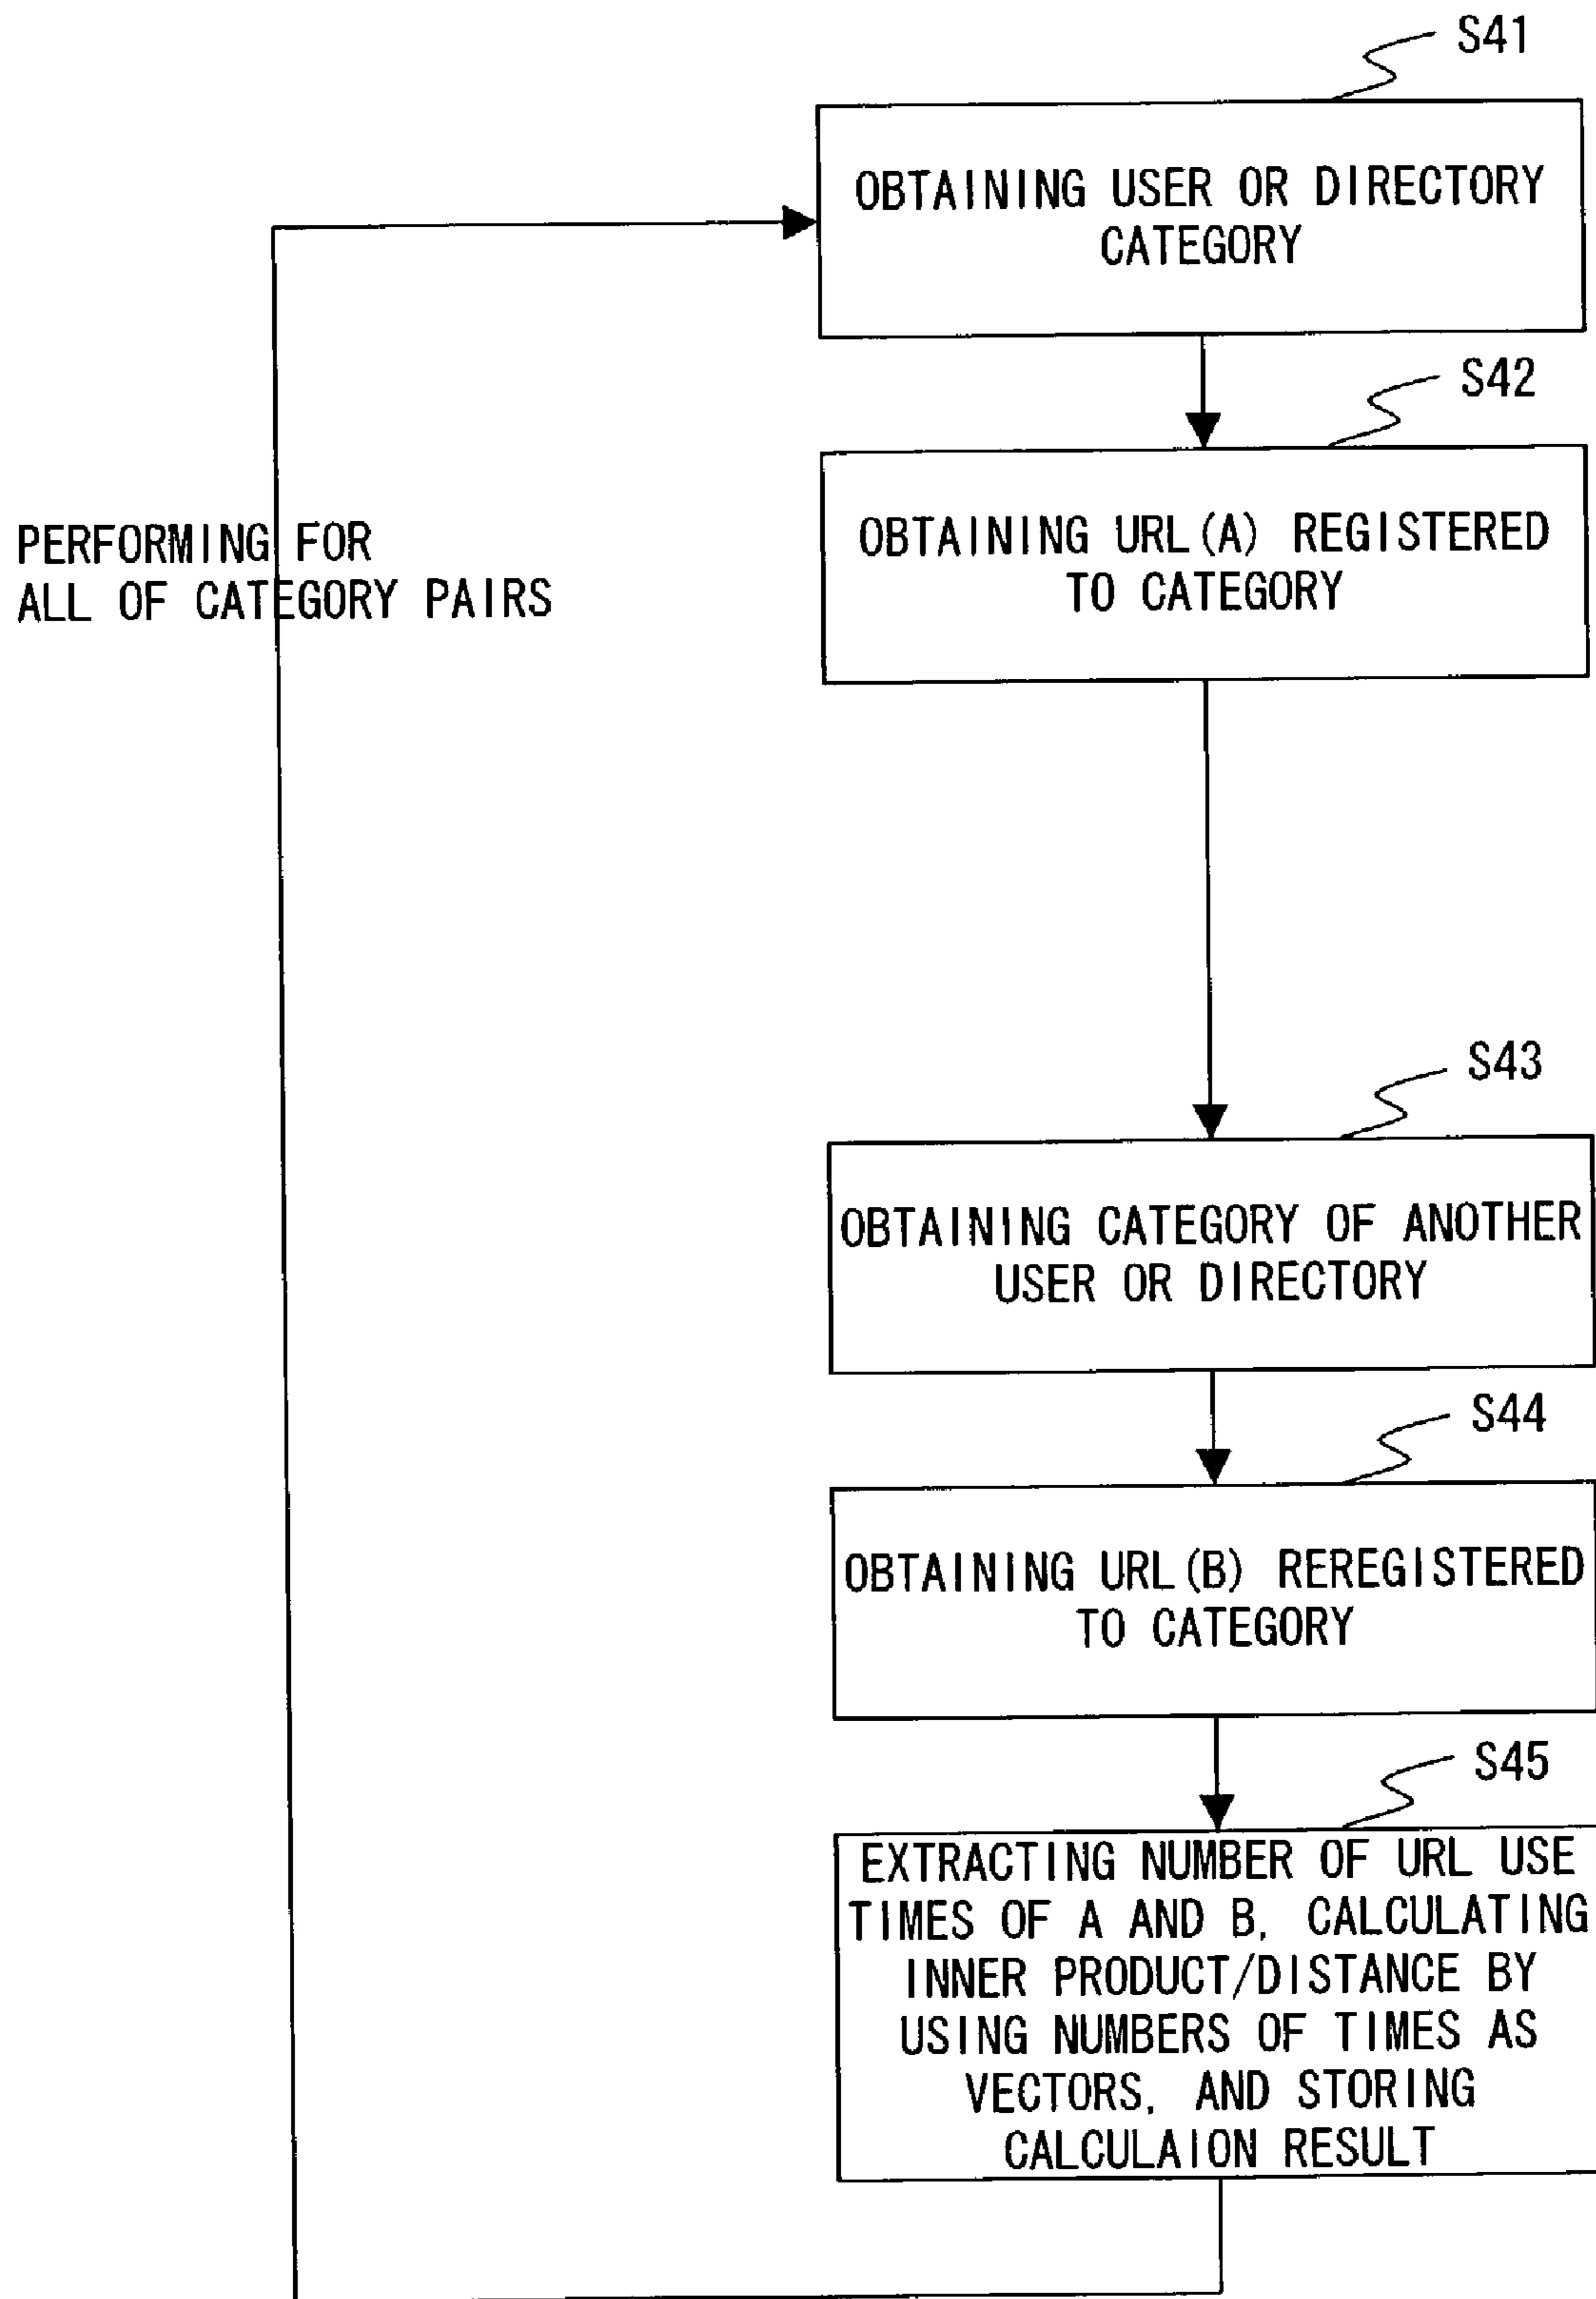 S41
OBTAINING USER OR DIRECTORY
CATEGORY
S42
OBTAINING URL(A) REGISTERED
TO CATEGORY
PERFORMING FOR
ALL OF CATEGORY PAIRS
S43
OBTAINING CATEGORY OF ANOTHER
USER OR DIRECTORY
S44
OBTAINING URL(B) REREGISTERED
TO CATEGORY
S45
EXTRACTING NUMBER OF URL USE
TIMES OF A AND B, CALCULATING
INNER PRODUCT/DISTANCE BY
USING NUMBERS OF TIMES AS
VECTORS, AND STORING
CALCULAION RESULT